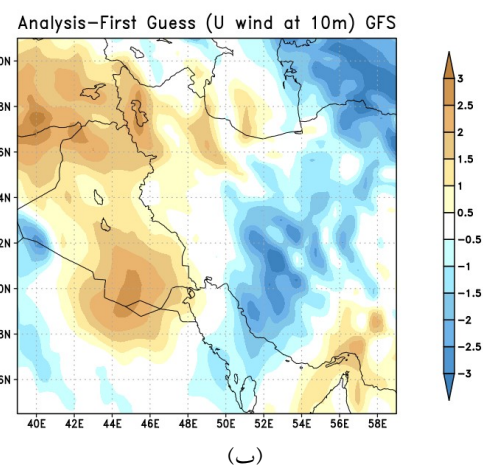 Analysis−First Guess (U wind at 10m) GFS
0N
8N
6N
4N
2N
0N
8N
6N
40E 42E 44E 46E 48E 50E 52E 54E 56E 58E
3
2.5
2
1.5
1
0.5
−0.5
−1
−1.5
−2
−2.5
−3
(ب)